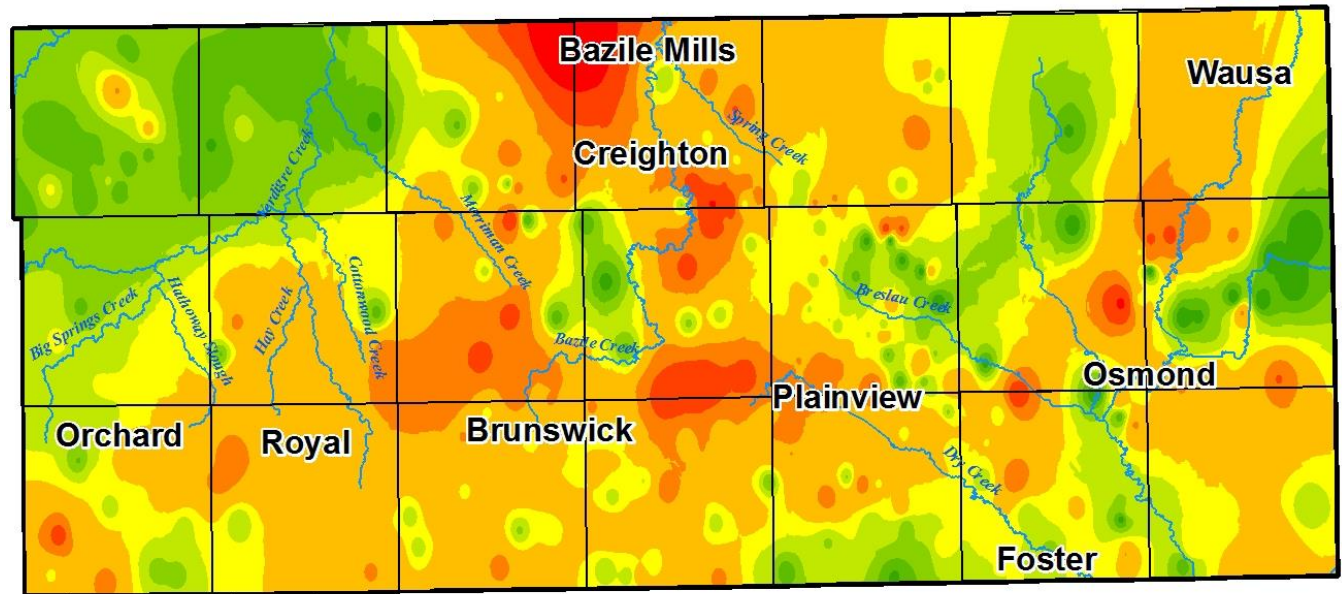 Bazile Mills
Wausa
Spring Creek
Creighton
Verdigre Creek
Merriman Creek
Cottonwood Creek
Hathoway Slough
Big Springs Creek
Hay Creek
Breslau Creek
Bazile Creek
Osmond
Plainview
Orchard
Royal
Brunswick
Dry Creek
Foster